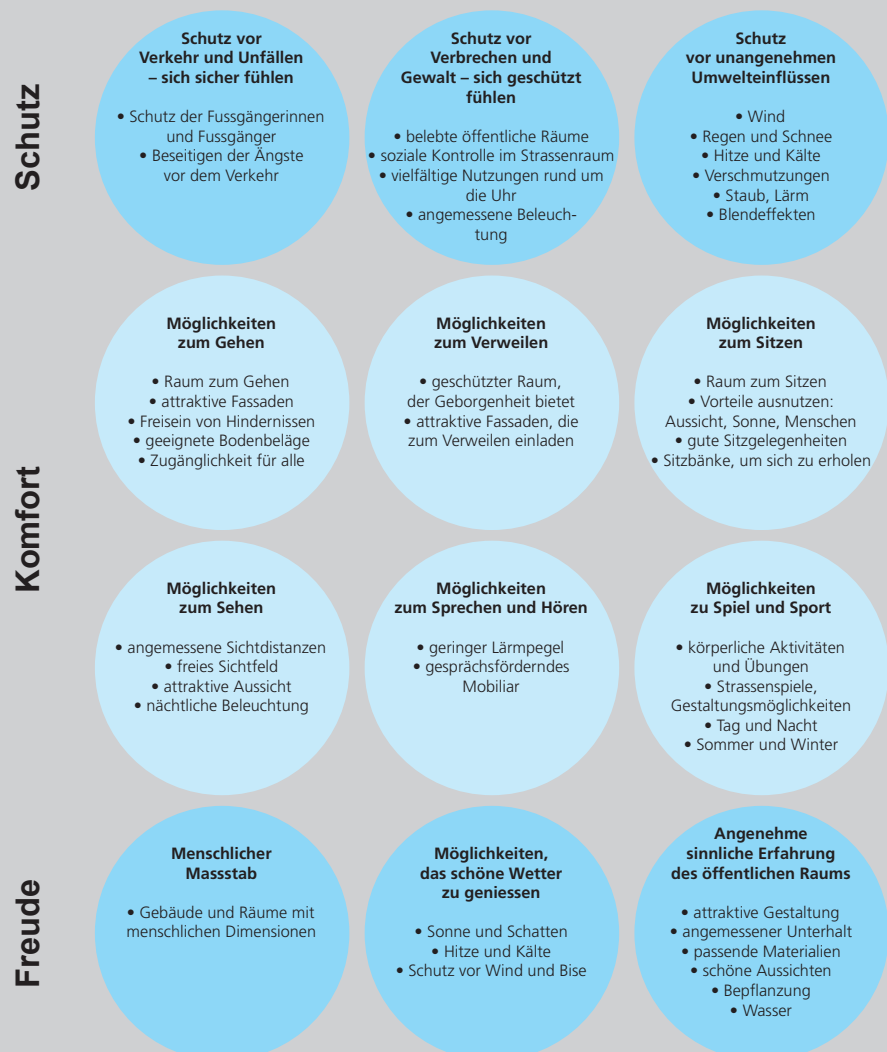 Schutz
Schutz vor
Verkehr und Unfällen
– sich sicher fühlen
• Schutz der Fussgängerinnen
und Fussgänger
• Beseitigen der Ängste
vor dem Verkehr
Schutz vor
Verbrechen und
Gewalt – sich geschützt
fühlen
• belebte öffentliche Räume
• soziale Kontrolle im Strassenraum
• vielfältige Nutzungen rund um
die Uhr
• angemessene Beleuch-
tung
Schutz
vor unangenehmen
Umwelteinflüssen
• Wind
• Regen und Schnee
• Hitze und Kälte
• Verschmutzungen
• Staub, Lärm
• Blendeffekten
Komfort
Möglichkeiten
zum Gehen
• Raum zum Gehen
• attraktive Fassaden
• Freisein von Hindernissen
• geeignete Bodenbeläge
• Zugänglichkeit für alle
Möglichkeiten
zum Verweilen
• geschützter Raum,
der Geborgenheit bietet
• attraktive Fassaden, die
zum Verweilen einladen
Möglichkeiten
zum Sitzen
• Raum zum Sitzen
• Vorteile ausnutzen:
Aussicht, Sonne, Menschen
• gute Sitzgelegenheiten
• Sitzbänke, um sich zu erholen
Möglichkeiten
zum Sehen
• angemessene Sichtdistanzen
• freies Sichtfeld
• attraktive Aussicht
• nächtliche Beleuchtung
Möglichkeiten
zum Sprechen und Hören
• geringer Lärmpegel
• gesprächsförderndes
Mobiliar
Möglichkeiten
zu Spiel und Sport
• körperliche Aktivitäten
und Übungen
• Strassenspiele,
Gestaltungsmöglichkeiten
• Tag und Nacht
• Sommer und Winter
Freude
Menschlicher
Massstab
• Gebäude und Räume mit
menschlichen Dimensionen
Möglichkeiten,
das schöne Wetter
zu geniessen
• Sonne und Schatten
• Hitze und Kälte
• Schutz vor Wind und Bise
Angenehme
sinnliche Erfahrung
des öffentlichen Raums
• attraktive Gestaltung
• angemessener Unterhalt
• passende Materialien
• schöne Aussichten
• Bepflanzung
• Wasser